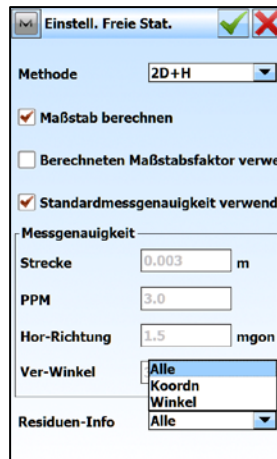 Einstell. Freie Stat.
Methode 2D+H
Maßstab berechnen
Berechneten Maßstabsfaktor verwe
Standardmessgenauigkeit verwend
Messgenauigkeit
Strecke 0.003 m
PPM 3.0
Hor-Richtung 1.5 mgon
Ver-Winkel
Alle
Koordn
Winkel
Residuen-Info Alle